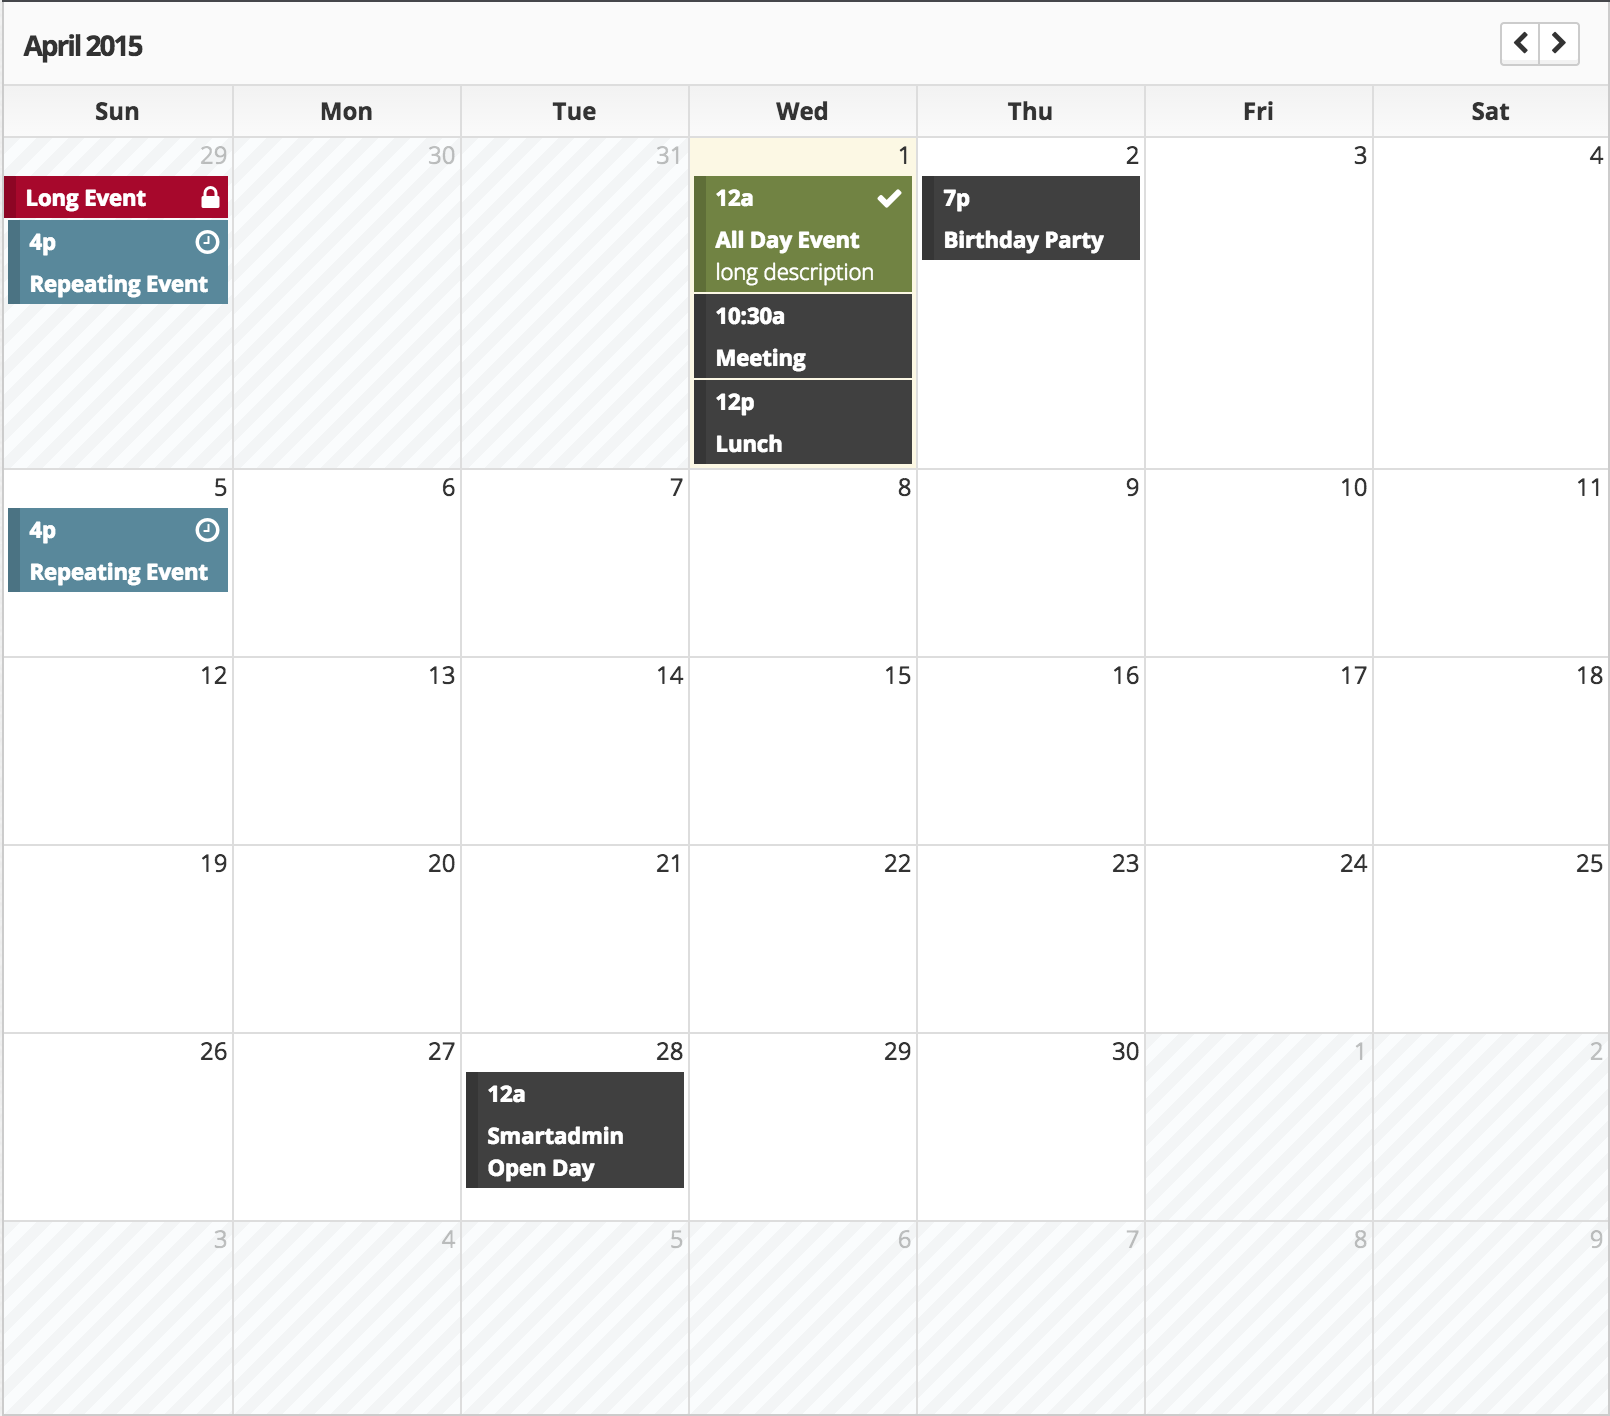 April 2015
Sun Mon Tue Wed Thu Fri Sat
29 30 31 1 2 3 4
Long Event
4p
Repeating Event
12a
All Day Event
long description
10:30a
Meeting
12p
Lunch
7p
Birthday Party
5 6 7 8 9 10 11
4p
Repeating Event
12 13 14 15 16 17 18
19 20 21 22 23 24 25
26 27 28 29 30 1 2
12a
Smartadmin
Open Day
3 4 5 6 7 8 9